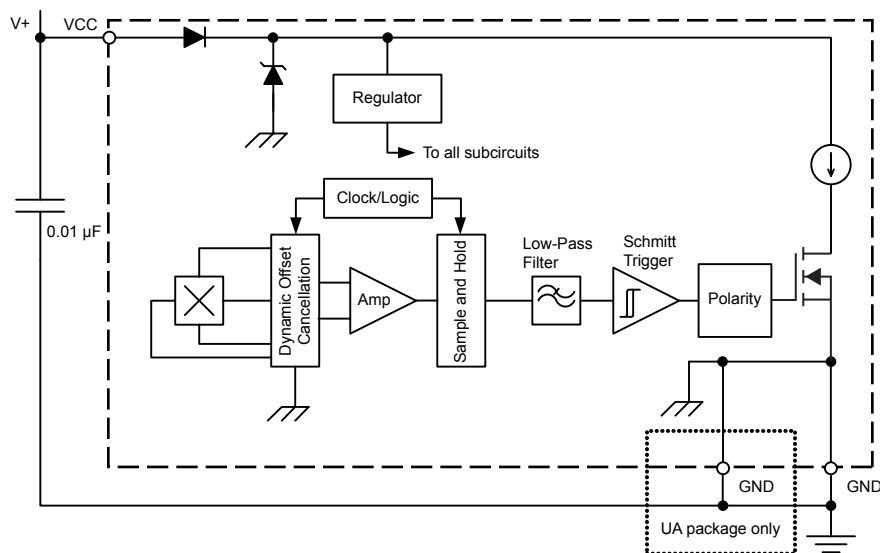 V+
VCC
Regulator
To all subcircuits
Clock/Logic
0.01 µF
Dynamic Offset
Cancellation
Amp
Sample and Hold
Low-Pass
Filter
Schmitt
Trigger
Polarity
GND
GND
UA package only